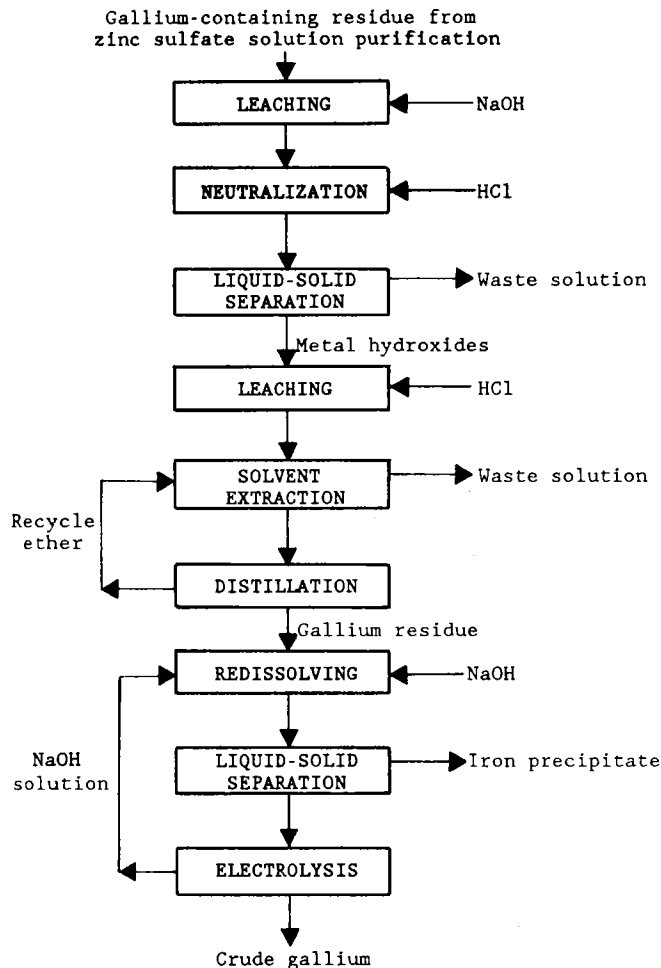 Gallium-containing residue from
zinc sulfate solution purification
LEACHING
NaOH
NEUTRALIZATION
HCl
LIQUID-SOLID
SEPARATION
Waste solution
Metal hydroxides
LEACHING
HCl
SOLVENT
EXTRACTION
Waste solution
Recycle
ether
DISTILLATION
Gallium residue
REDISSOLVING
NaOH
NaOH
solution
LIQUID-SOLID
SEPARATION
Iron precipitate
ELECTROLYSIS
Crude gallium